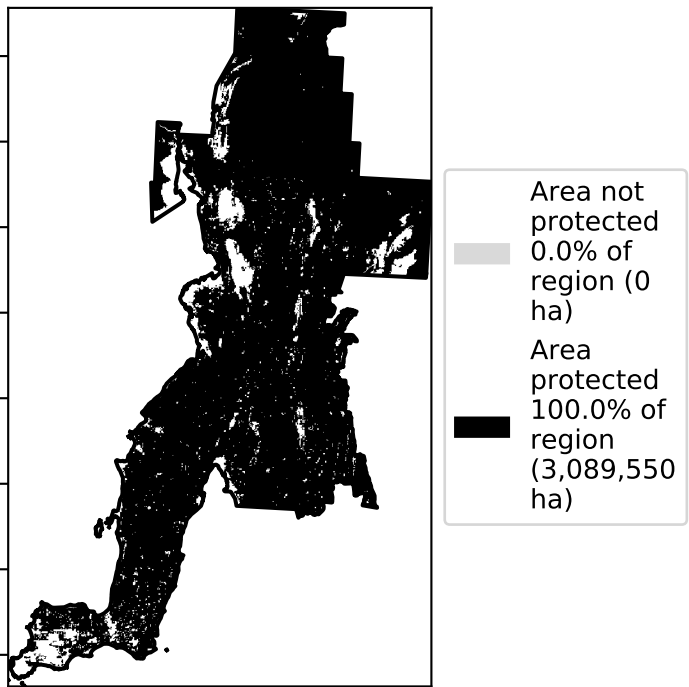 Area not
protected
0.0% of
region (0
ha)
Area
protected
100.0% of
region
(3,089,550
ha)